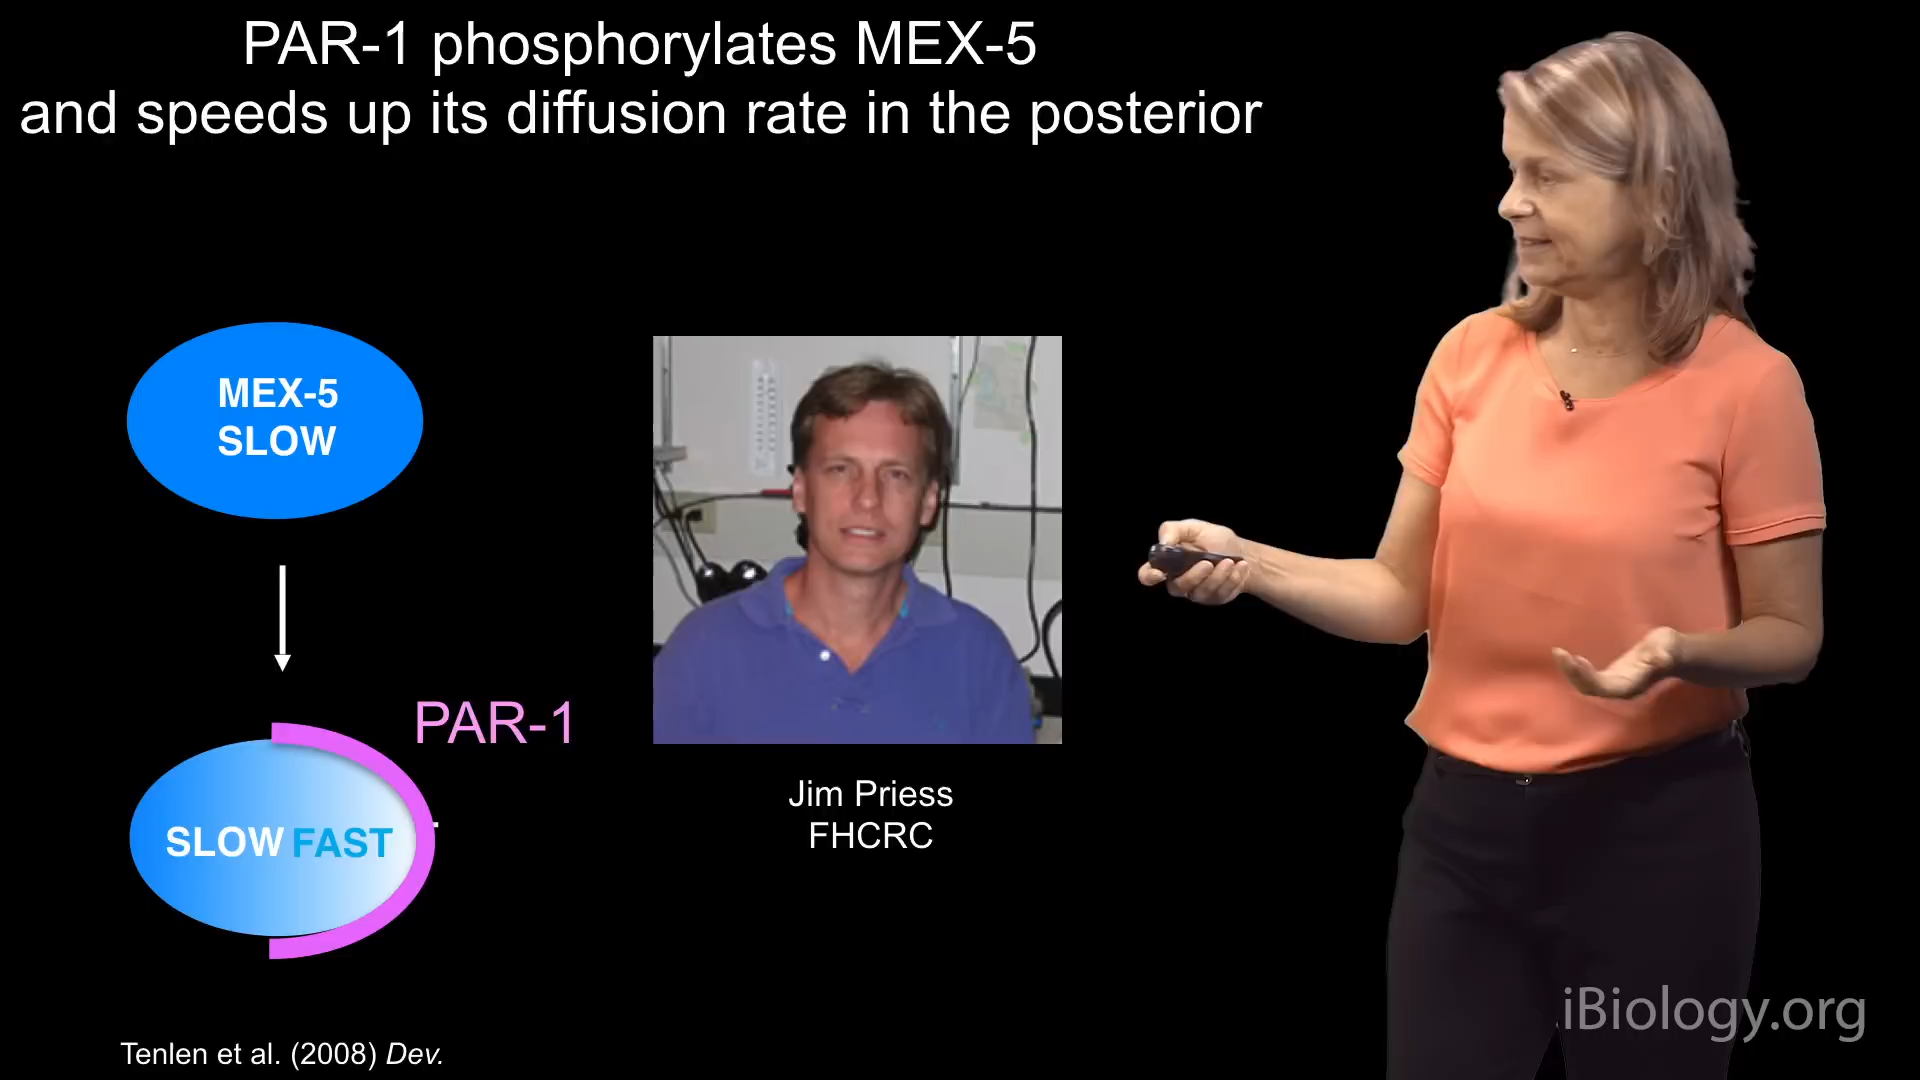 PAR-1 phosphorylates MEX-5
and speeds up its diffusion rate in the posterior
MEX-5
SLOW
PAR-1
SLOW FAST
Jim Priess
FHCRC
Tenlen et al. (2008) Dev.
iBiology.org